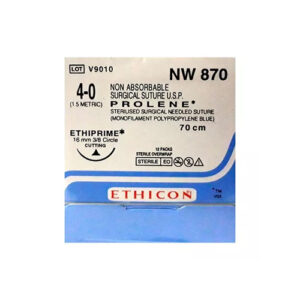 LOT V9010
NW 870
4-0
(1.5 METRIC)
NON ABSORBABLE
SURGICAL SUTURE U.S.P.
PROLENE*
STERILISED SURGICAL NEEDLED SUTURE
(MONOFILAMENT POLYPROPYLENE BLUE)
70 cm
ETHIPRIME*
16 mm 3/8 Circle
CUTTING
12 PACKS
STERILE OVERWRAP
STERILE EO
ETHICON